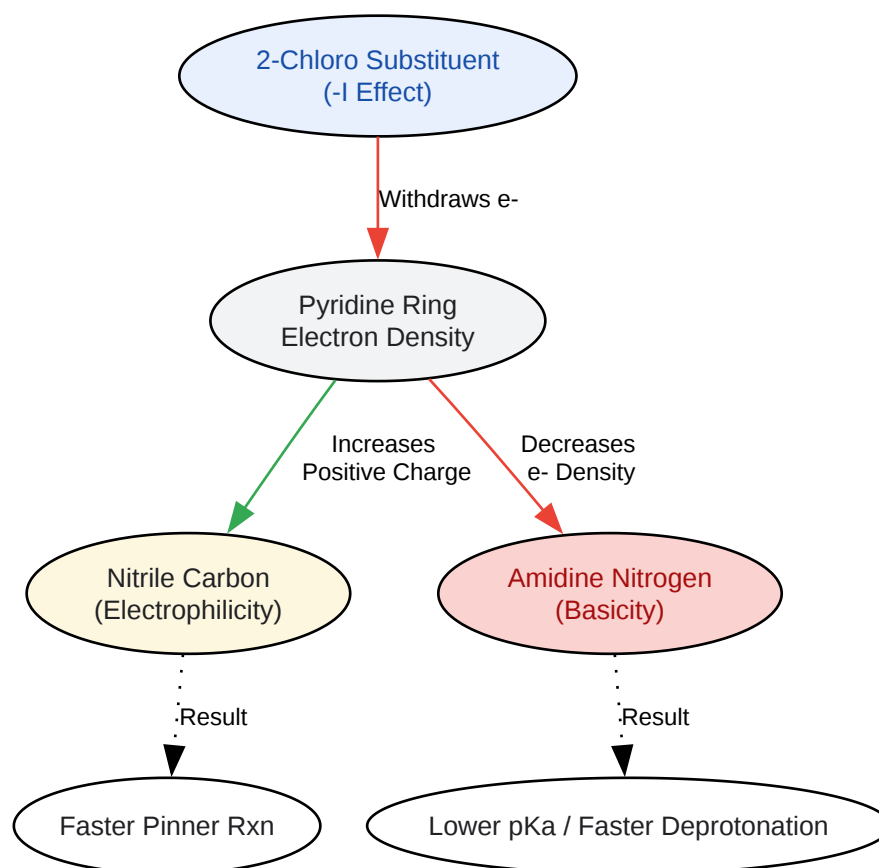 2-Chloro Substituent
(-I Effect)
Withdraws e-
Pyridine Ring
Electron Density
Increases
Positive Charge
Decreases
e- Density
Nitrile Carbon
(Electrophilicity)
Amidine Nitrogen
(Basicity)
Result
Result
Faster Pinner Rxn
Lower pKa / Faster Deprotonation